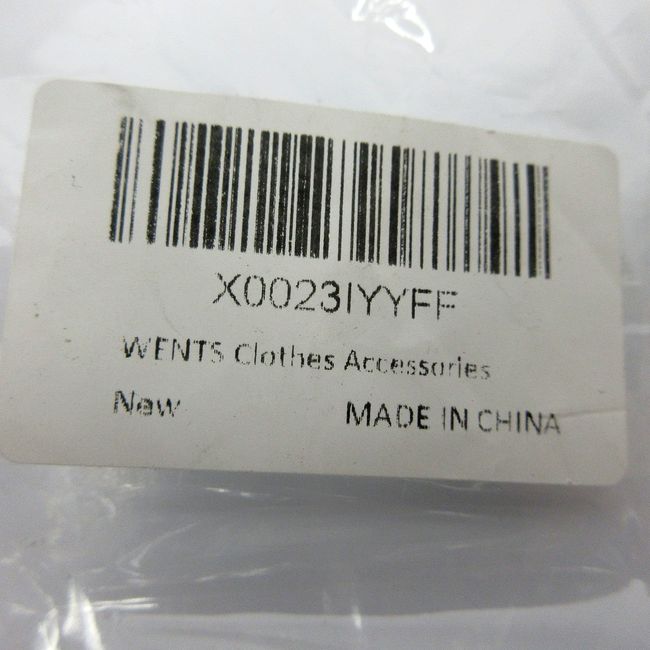 X0023IYYFF
WENTS Clothes Accessories
New
MADE IN CHINA